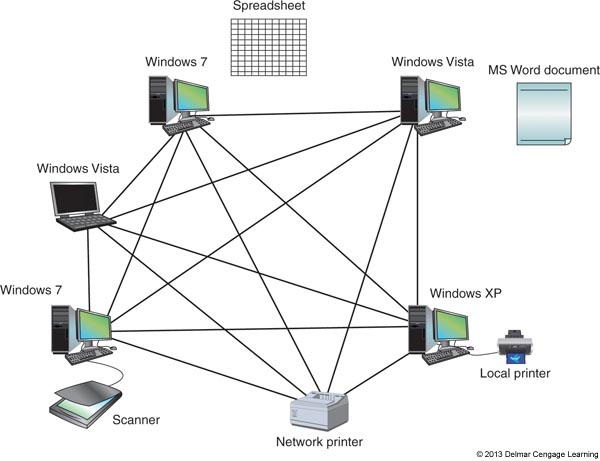 Spreadsheet
Windows 7
Windows Vista
MS Word document
Windows Vista
Windows 7
Windows XP
Local printer
Scanner
Network printer
© 2013 Delmar Cengage Learning